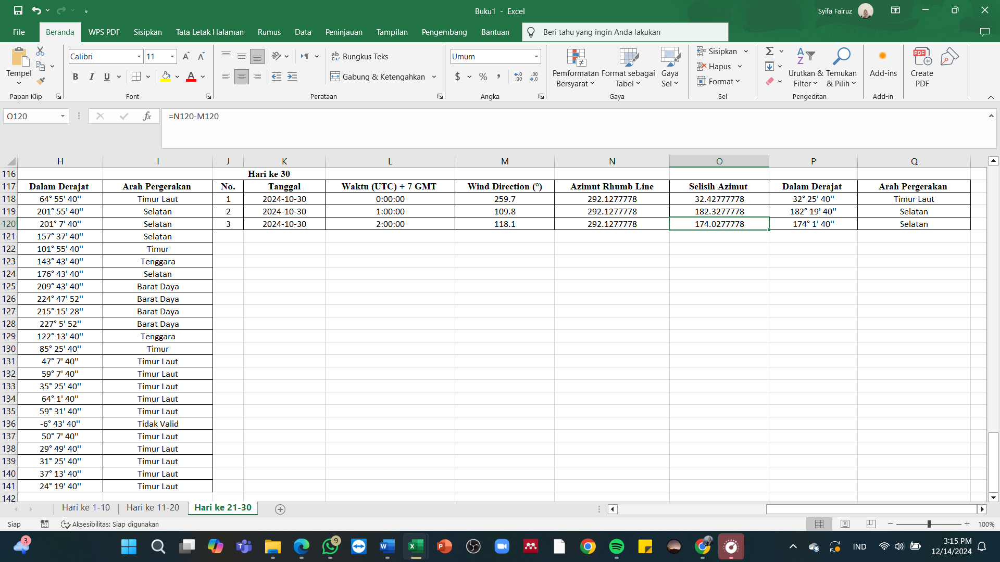 Buku1 - Excel
Syifa Fairuz
File
Beranda
WPS PDF
Sisipkan
Tata Letak Halaman
Rumus
Data
Peninjauan
Tampilan
Pengembang
Bantuan
Beri tahu yang ingin Anda lakukan
Tempel
Papan Klip
Calibri
11
B I U
Font
Bungkus Teks
Gabung & Ketengahkan
Perataan
Umum
$ % ,
Angka
Pemformatan Bersyarat
Format sebagai Tabel
Gaya Sel
Gaya
Sisipkan
Hapus
Format
Sel
Urutkan & Filter
Temukan & Pilih
Pengeditan
Add-ins
Add-in
PDF
Create PDF
O120
fx
=N120-M120
H I J K L M N O P Q
116 Hari ke 30
117 Dalam Derajat Arah Pergerakan No. Tanggal Waktu (UTC) + 7 GMT Wind Direction (°) Azimut Rhumb Line Selisih Azimut Dalam Derajat Arah Pergerakan
118 64° 55' 40'' Timur Laut 1 2024-10-30 0:00:00 259.7 292.1277778 32.42777778 32° 25' 40'' Timur Laut
119 201° 55' 40'' Selatan 2 2024-10-30 1:00:00 109.8 292.1277778 182.3277778 182° 19' 40'' Selatan
120 201° 7' 40'' Selatan 3 2024-10-30 2:00:00 118.1 292.1277778 174.0277778 174° 1' 40'' Selatan
121 157° 37' 40'' Selatan
122 101° 55' 40'' Timur
123 143° 43' 40'' Tenggara
124 176° 43' 40'' Selatan
125 209° 43' 40'' Barat Daya
126 224° 47' 52'' Barat Daya
127 215° 15' 28'' Barat Daya
128 227° 5' 52'' Barat Daya
129 122° 13' 40'' Tenggara
130 85° 25' 40'' Timur
131 47° 7' 40'' Timur Laut
132 59° 7' 40'' Timur Laut
133 35° 25' 40'' Timur Laut
134 64° 1' 40'' Timur Laut
135 59° 31' 40'' Timur Laut
136 -6° 43' 40'' Tidak Valid
137 50° 7' 40'' Timur Laut
138 29° 49' 40'' Timur Laut
139 31° 25' 40'' Timur Laut
140 37° 13' 40'' Timur Laut
141 24° 19' 40'' Timur Laut
142
Hari ke 1-10
Hari ke 11-20
Hari ke 21-30
Siap
Aksesibilitas: Siap digunakan
100%
3
9
IND
3:15 PM
12/14/2024